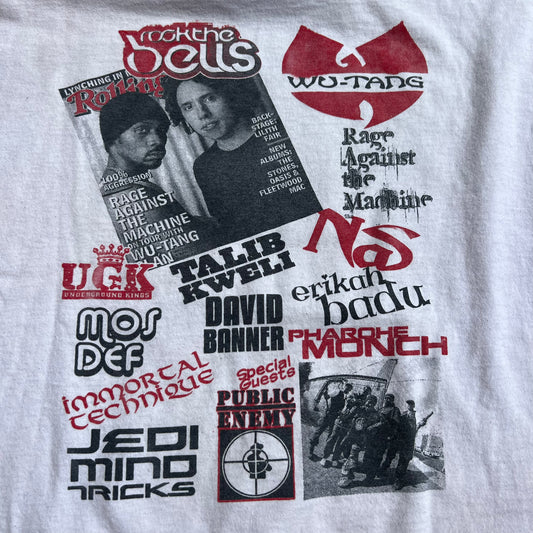 ROCK THE
BELLS
WU-TANG
LYNCHING IN
Rolling
BACK-
STAGE:
LILITH
FAIR
NEW
ALBUMS:
THE
STONES,
OASIS &
FLEETWOOD
MAC
100%
AGGRESSION
RAGE
AGAINST
THE
MACHINE
ON TOUR WITH
WU-TANG
Rage
Against
the
Machine
Nas
TALIB
KWELI
UGK
UNDERGROUND KINGS
erikah
badu
MOS
DEF
DAVID
BANNER
PHAROHE
MONCH
IMMORTAL
TECHNIQUE
special
Guests
PUBLIC
ENEMY
JEDI
MIND
TRICKS